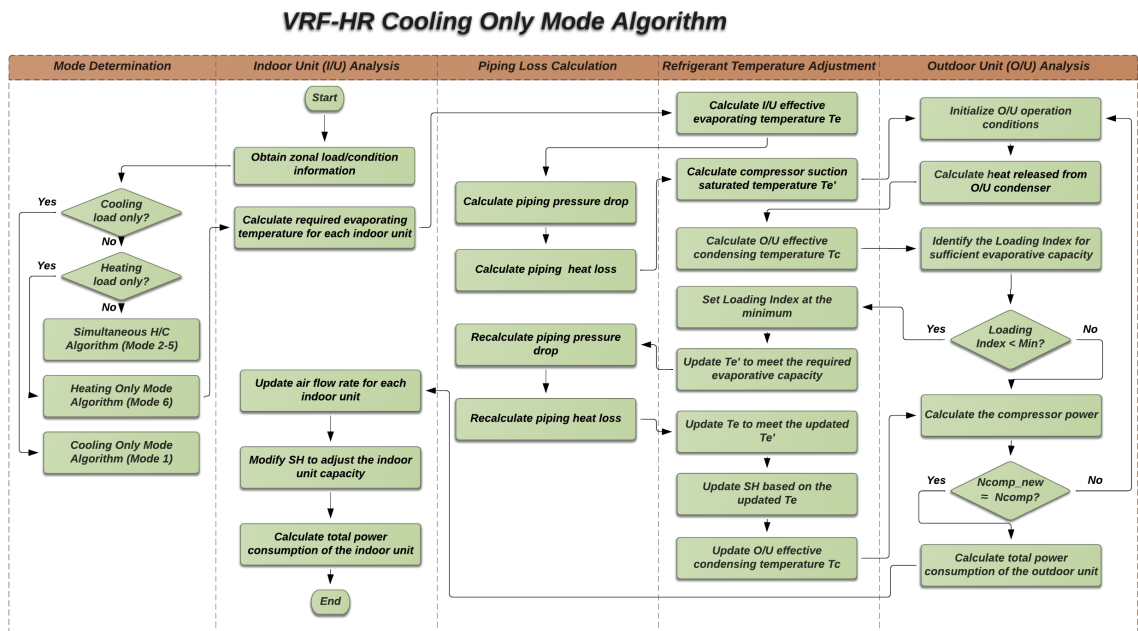 VRF-HR Cooling Only Mode Algorithm
Mode Determination
Indoor Unit (I/U) Analysis
Piping Loss Calculation
Refrigerant Temperature Adjustment
Outdoor Unit (O/U) Analysis
Cooling
load only?
Yes
No
Heating
load only?
Yes
No
Simultaneous H/C
Algorithm (Mode 2-5)
Heating Only Mode
Algorithm (Mode 6)
Cooling Only Mode
Algorithm (Mode 1)
Start
Obtain zonal load/condition
information
Calculate required evaporating
temperature for each indoor unit
Update air flow rate for each
indoor unit
Modify SH to adjust the indoor
unit capacity
Calculate total power
consumption of the indoor unit
End
Calculate piping pressure drop
Calculate piping heat loss
Recalculate piping pressure
drop
Recalculate piping heat loss
Calculate I/U effective
evaporating temperature Te
Calculate compressor suction
saturated temperature Te'
Calculate O/U effective
condensing temperature Tc
Set Loading Index at the
minimum
Update Te' to meet the required
evaporative capacity
Update Te to meet the updated
Te'
Update SH based on the
updated Te
Update O/U effective
condensing temperature Tc
Initialize O/U operation
conditions
Calculate heat released from
O/U condenser
Identify the Loading Index for
sufficient evaporative capacity
Loading
Index < Min?
Yes
No
Calculate the compressor power
Ncomp_new
≈ Ncomp?
Yes
No
Calculate total power
consumption of the outdoor unit